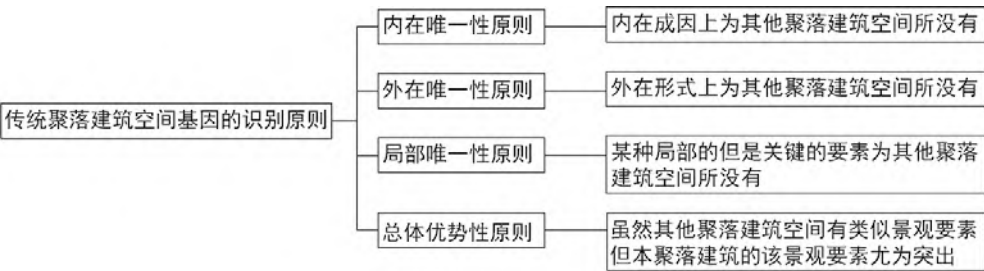 传统聚落建筑空间基因的识别原则
内在唯一性原则
内在成因上为其他聚落建筑空间所没有
外在唯一性原则
外在形式上为其他聚落建筑空间所没有
局部唯一性原则
某种局部的但是关键的要素为其他聚落
建筑空间所没有
总体优势性原则
虽然其他聚落建筑空间有类似景观要素
但本聚落建筑的该景观要素尤为突出